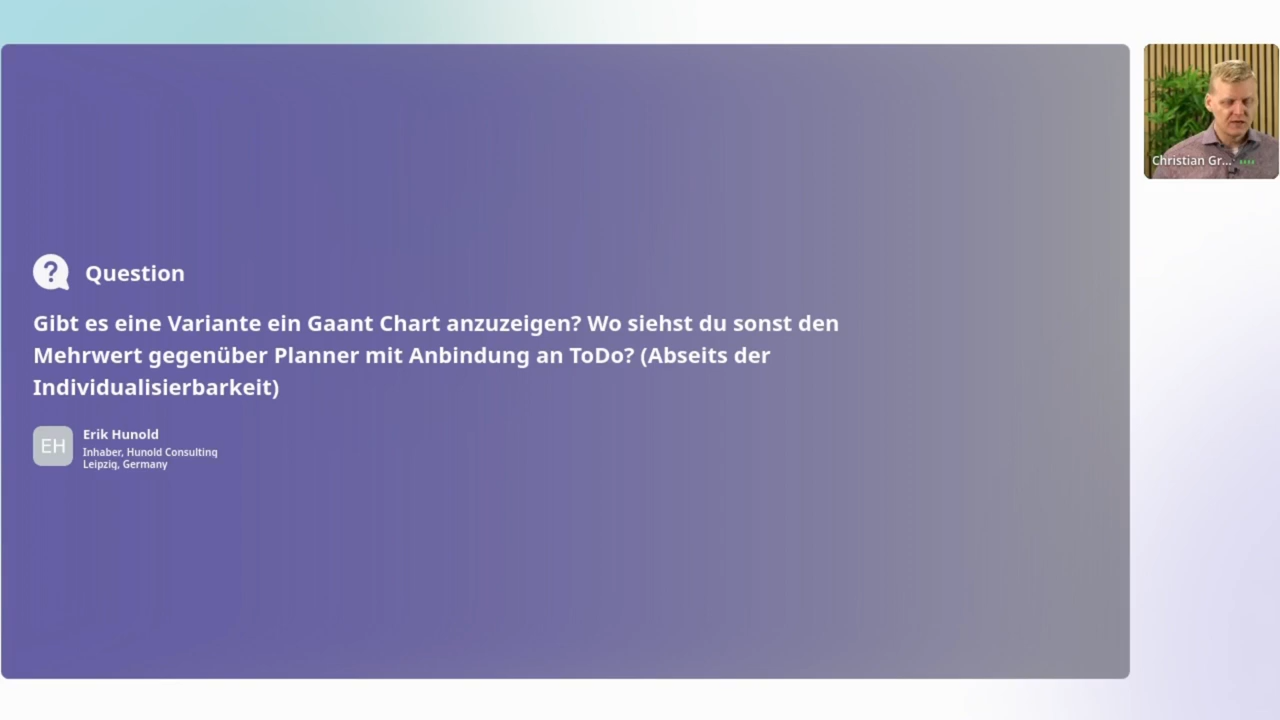 Question
Gibt es eine Variante ein Gaant Chart anzuzeigen? Wo siehst du sonst den
Mehrwert gegenüber Planner mit Anbindung an ToDo? (Abseits der
Individualisierbarkeit)
EH
Erik Hunold
Inhaber, Hunold Consulting
Leipzig, Germany
Christian Gr...